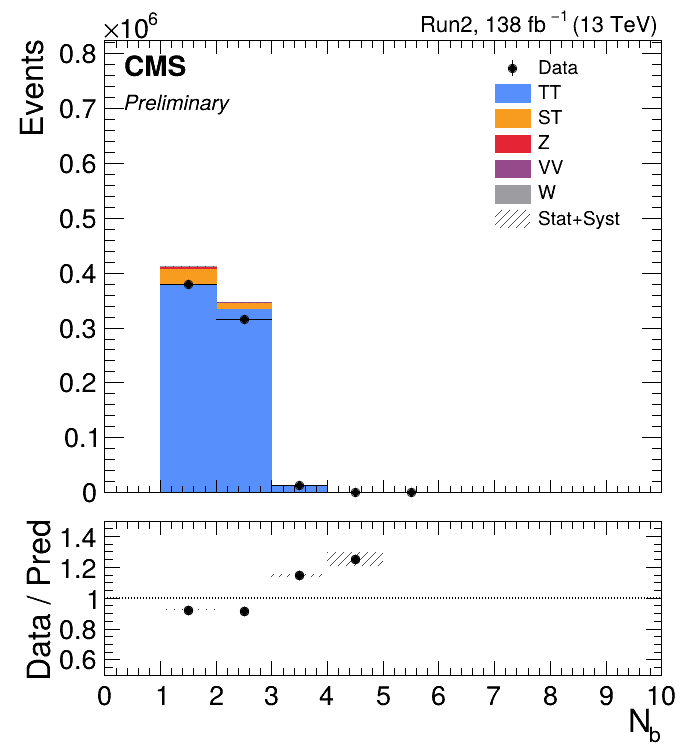 ×10⁶
Run2, 138 fb⁻¹ (13 TeV)
Events
CMS
Preliminary
Data
TT
ST
Z
VV
W
Stat+Syst
0.8
0.7
0.6
0.5
0.4
0.3
0.2
0.1
0
Data / Pred
1.4
1.2
1
0.8
0.6
0 1 2 3 4 5 6 7 8 9 10
N_b